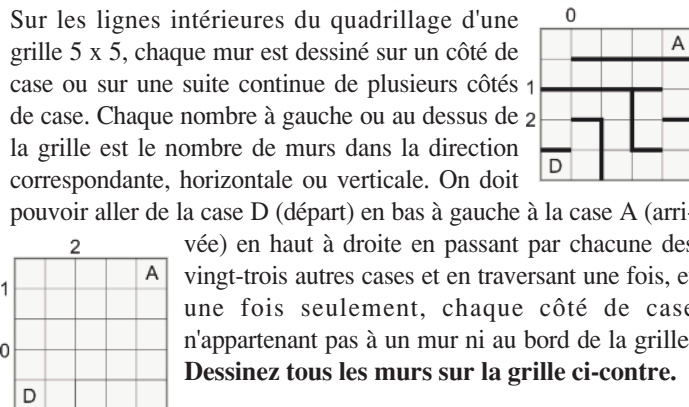 Sur les lignes intérieures du quadrillage d'une
grille 5 x 5, chaque mur est dessiné sur un côté de
case ou sur une suite continue de plusieurs côtés
de case. Chaque nombre à gauche ou au dessus de
la grille est le nombre de murs dans la direction
correspondante, horizontale ou verticale. On doit
pouvoir aller de la case D (départ) en bas à gauche à la case A (arri-
vée) en haut à droite en passant par chacune des
vingt-trois autres cases et en traversant une fois, et
une fois seulement, chaque côté de case
n'appartenant pas à un mur ni au bord de la grille
Dessinez tous les murs sur la grille ci-contre.
0
A
1
2
D
2
A
1
0
D